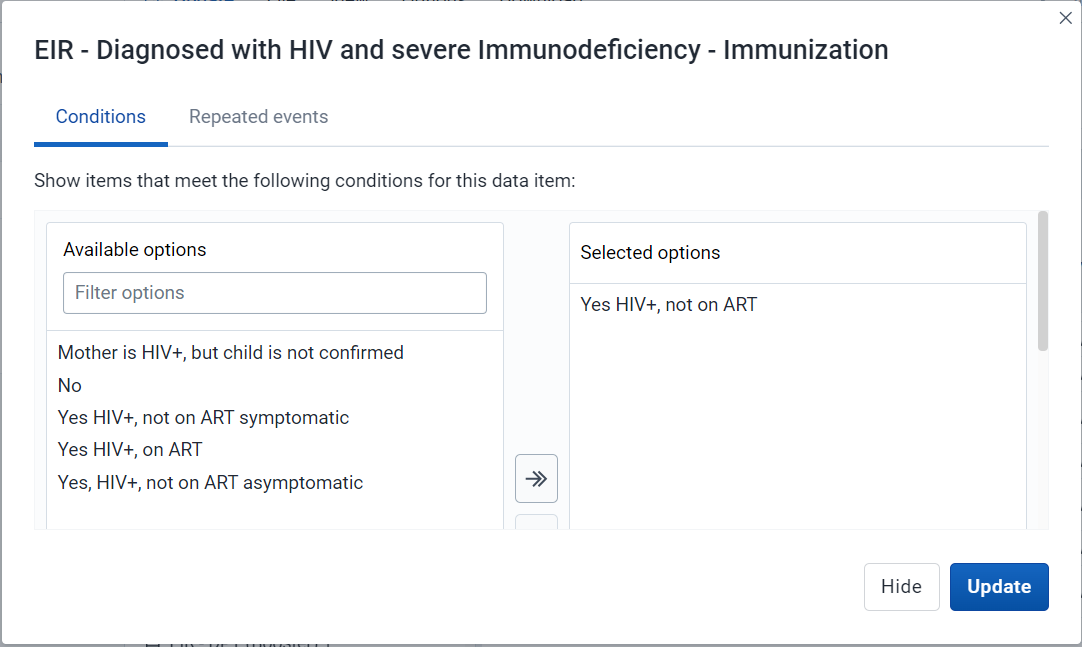 EIR - Diagnosed with HIV and severe Immunodeficiency - Immunization
Conditions
Repeated events
Show items that meet the following conditions for this data item:
Available options
Filter options
Mother is HIV+, but child is not confirmed
No
Yes HIV+, not on ART symptomatic
Yes HIV+, on ART
Yes, HIV+, not on ART asymptomatic
Selected options
Yes HIV+, not on ART
Hide
Update